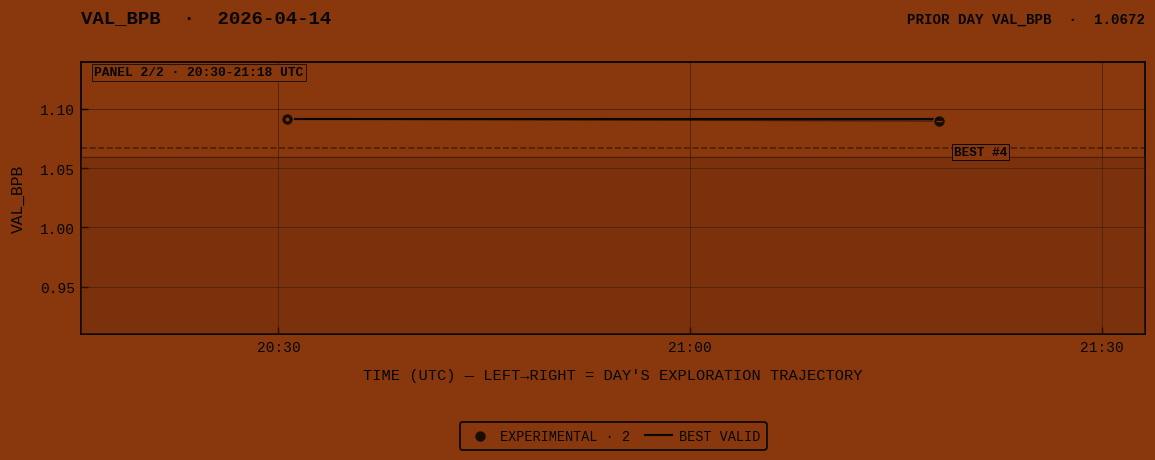 VAL_BPB · 2026-04-14
PRIOR DAY VAL_BPB · 1.0672
PANEL 2/2 · 20:30-21:18 UTC
1.10
1.05
1.00
0.95
VAL_BPB
BEST #4
20:30
21:00
21:30
TIME (UTC) — LEFT→RIGHT = DAY'S EXPLORATION TRAJECTORY
EXPERIMENTAL · 2
BEST VALID